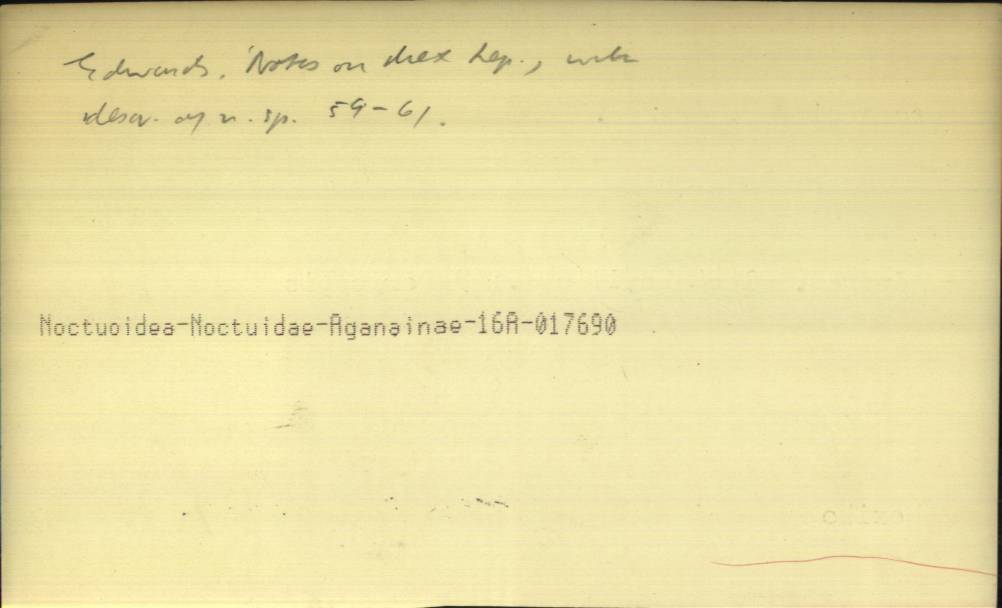 Edwards. Notes on Mex Lep., with
descr. of n. sp. 59-61.
Noctuoidea-Noctuidae-Aganainae-16A-017690